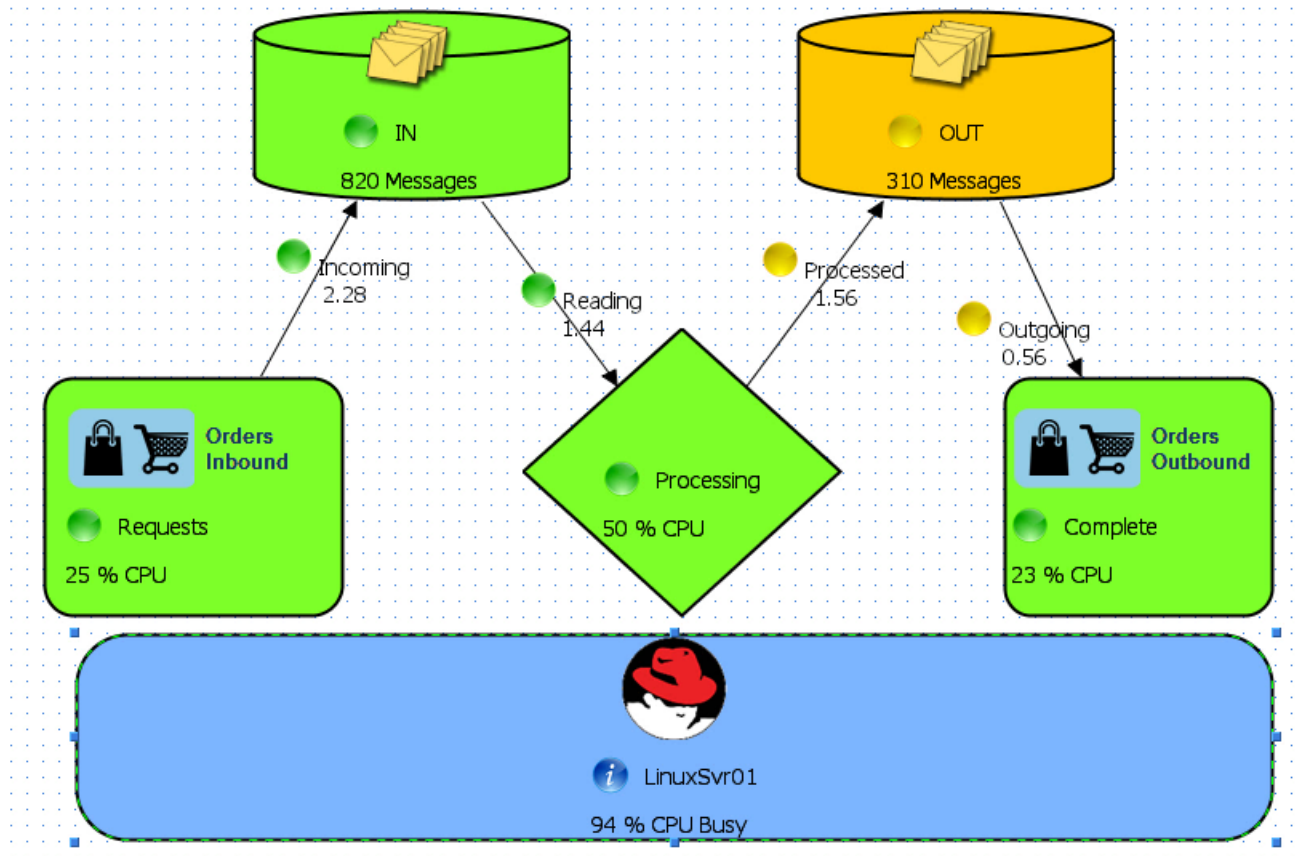 IN
820 Messages
OUT
310 Messages
Incoming
2.28
Reading
1.44
Processed
1.56
Outgoing
0.56
Orders
Inbound
Requests
25 % CPU
Processing
50 % CPU
Orders
Outbound
Complete
23 % CPU
i
LinuxSvr01
94 % CPU Busy